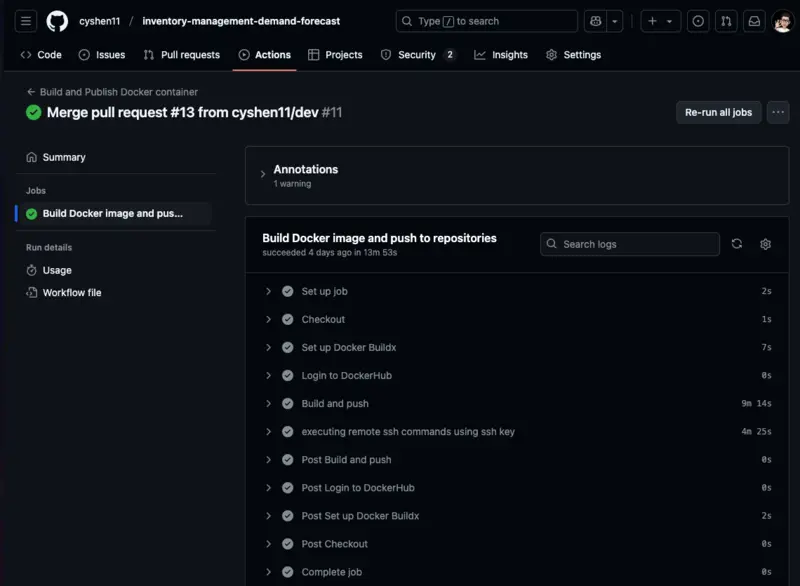 cyshen11 / inventory-management-demand-forecast
Type / to search
Code Issues Pull requests Actions Projects Security 2 Insights Settings
Build and Publish Docker container
Merge pull request #13 from cyshen11/dev #11
Re-run all jobs
Summary
Jobs
Build Docker image and pus...
Run details
Usage
Workflow file
Annotations
1 warning
Build Docker image and push to repositories
succeeded 4 days ago in 13m 53s
Search logs
Set up job 2s
Checkout 1s
Set up Docker Buildx 7s
Login to DockerHub 0s
Build and push 9m 14s
executing remote ssh commands using ssh key 4m 25s
Post Build and push 0s
Post Login to DockerHub 0s
Post Set up Docker Buildx 2s
Post Checkout 0s
Complete job 0s